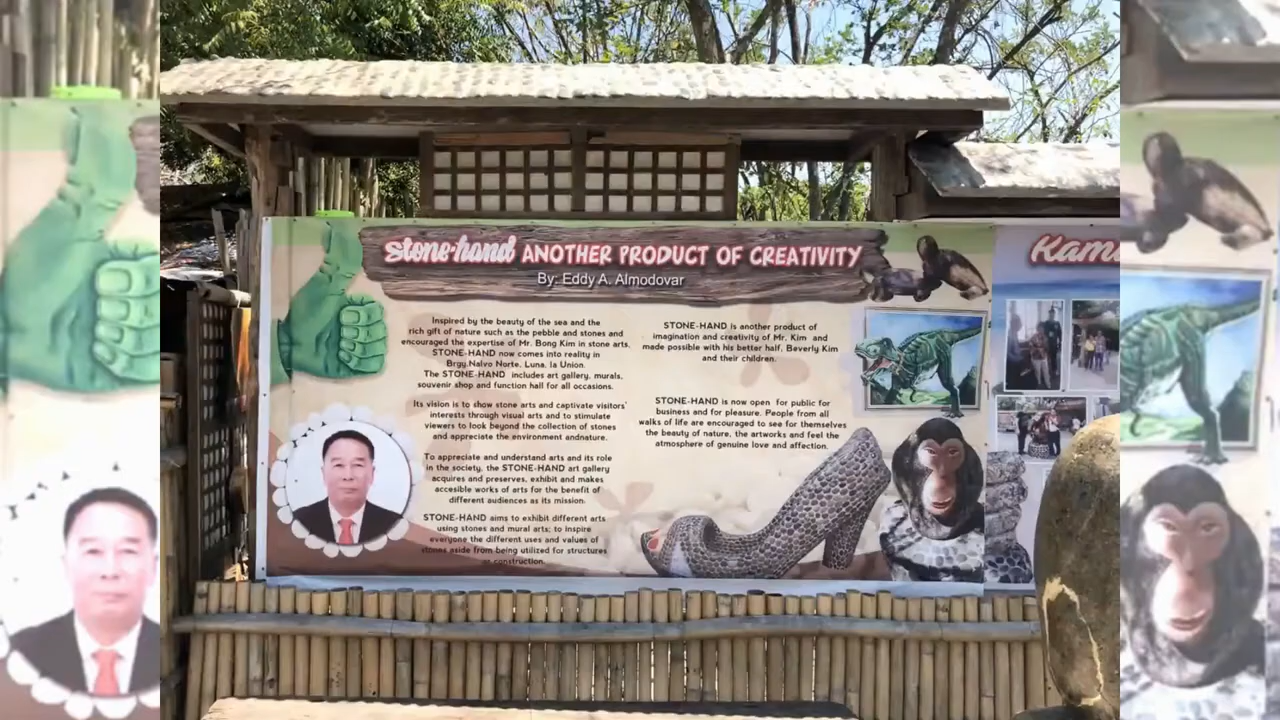 stone-hand ANOTHER PRODUCT OF CREATIVITY
By: Eddy A. Almodovar
Inspired by the beauty of the sea and the
rich gift of nature such as the pebble and stones and
encouraged the expertise of Mr. Bong Kim in stone arts,
STONE-HAND now comes into reality in
Brgy.Nalvo Norte, Luna, la Union.
The STONE-HAND includes art gallery, murals,
souvenir shop and function hall for all occasions.
Its vision is to show stone arts and captivate visitors'
interests through visual arts and to stimulate
viewers to look beyond the collection of stones
and appreciate the environment andnature.
To appreciate and understand arts and its role
in the society, the STONE-HAND art gallery
acquires and preserves, exhibit and makes
accesible works of arts for the benefit of
different audiences as its mission.
STONE-HAND aims to exhibit different arts
using stones and mural arts; to inspire
everyone the different uses and values of
stones aside from being utilized for structures
or construction.
STONE-HAND is another product of
imagination and creativity of Mr. Kim and
made possible with his better half, Beverly Kim
and their children.
STONE-HAND is now open for public for
business and for pleasure. People from all
walks of life are encouraged to see for themselves
the beauty of nature, the artworks and feel the
atmosphere of genuine love and affection.